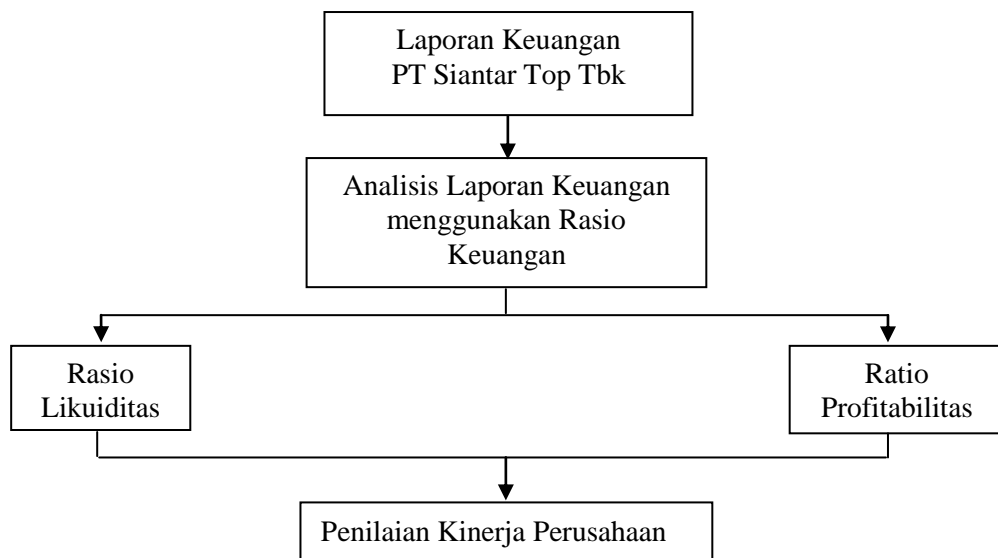 Laporan Keuangan
PT Siantar Top Tbk
Analisis Laporan Keuangan
menggunakan Rasio
Keuangan
Rasio
Likuiditas
Ratio
Profitabilitas
Penilaian Kinerja Perusahaan